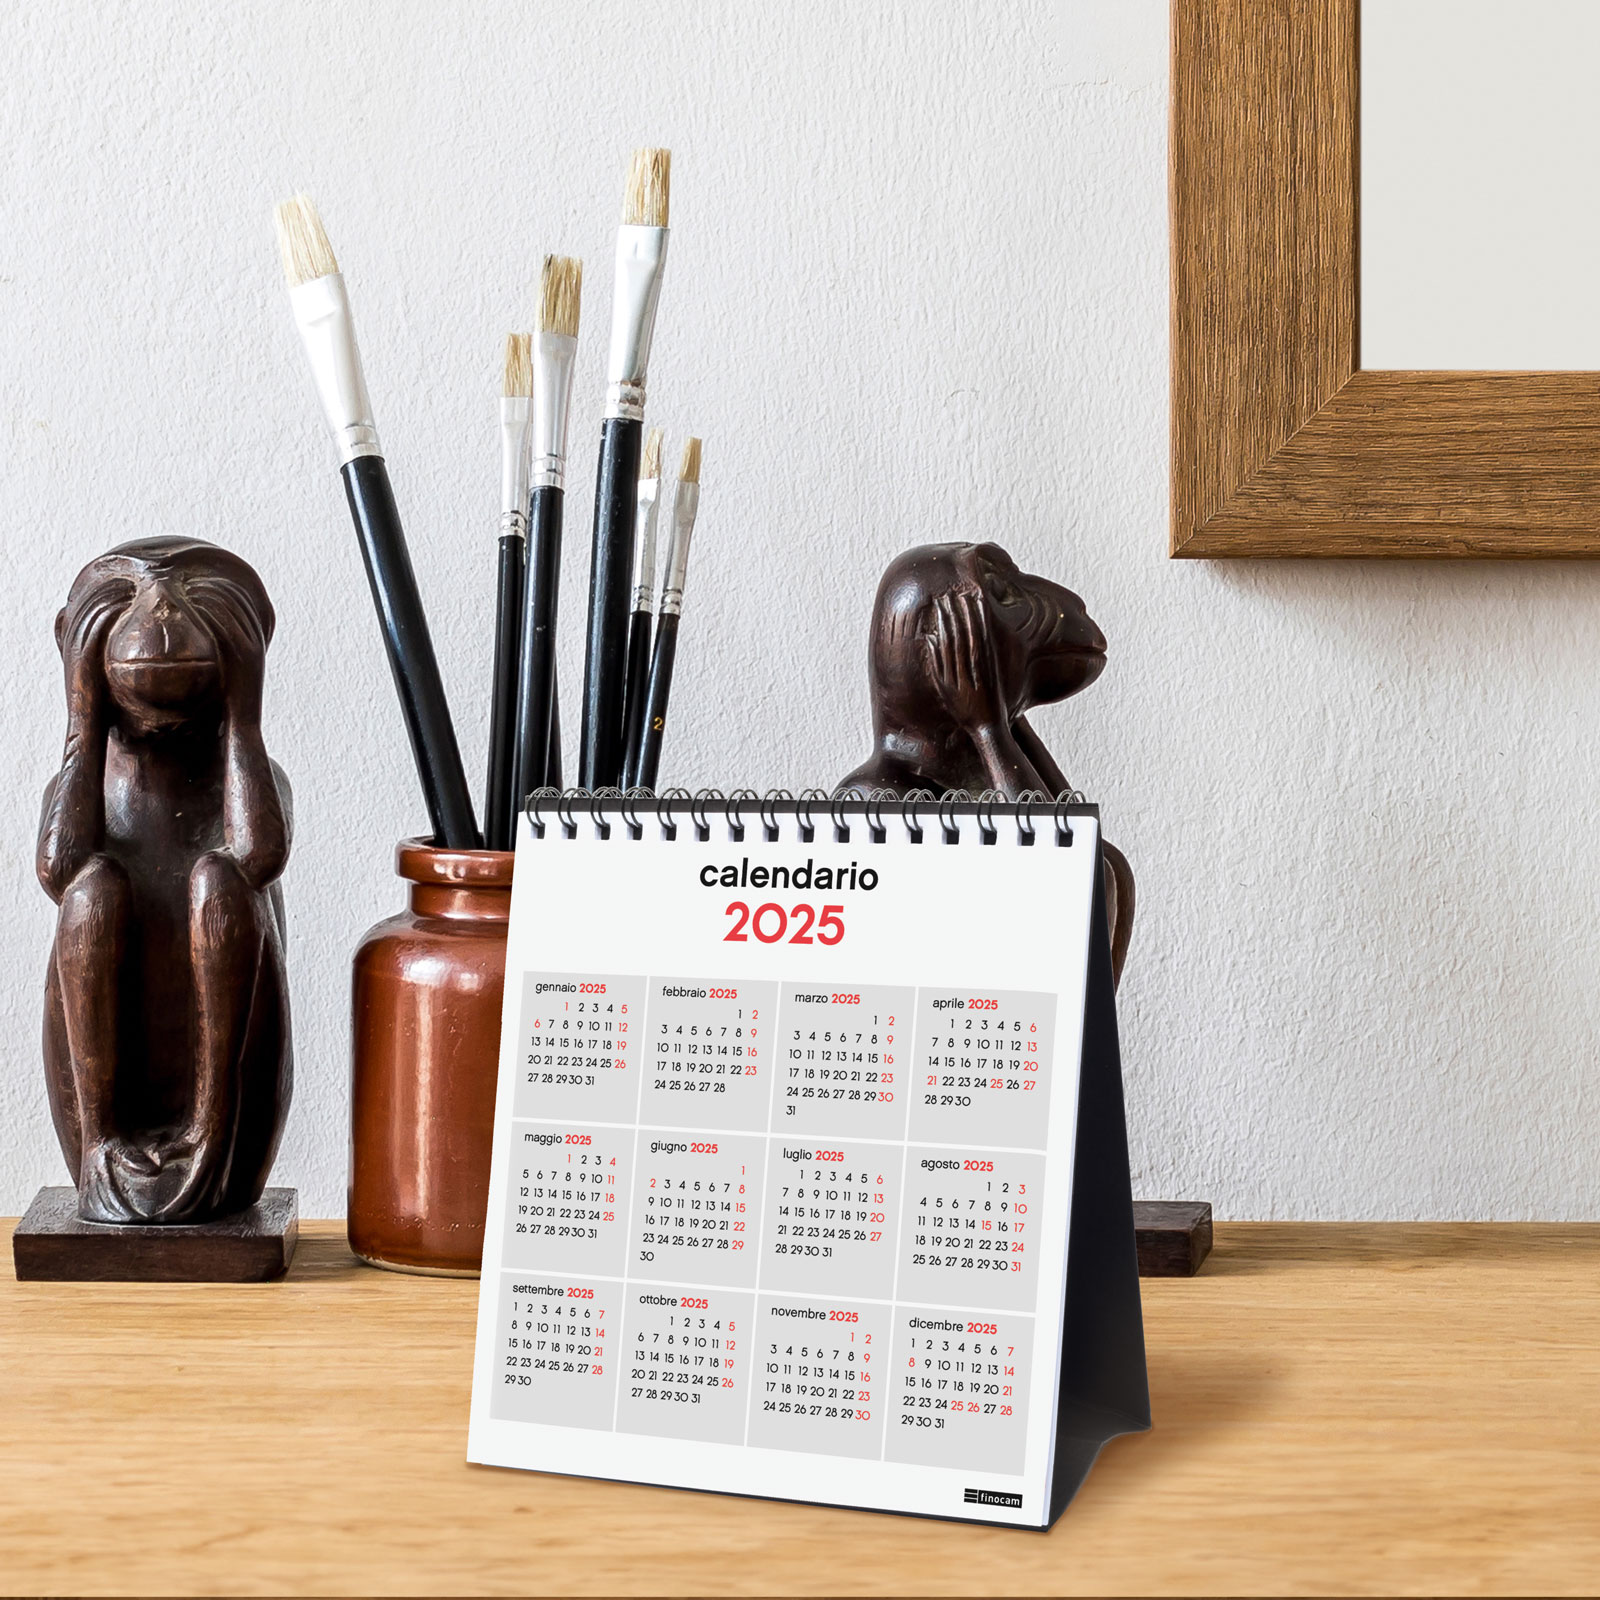 2
calendario
2025
gennaio 2025
1 2 3 4 5
6 7 8 9 10 11 12
13 14 15 16 17 18 19
20 21 22 23 24 25 26
27 28 29 30 31
febbraio 2025
1 2
3 4 5 6 7 8 9
10 11 12 13 14 15 16
17 18 19 20 21 22 23
24 25 26 27 28
marzo 2025
1 2
3 4 5 6 7 8 9
10 11 12 13 14 15 16
17 18 19 20 21 22 23
24 25 26 27 28 29 30
31
aprile 2025
1 2 3 4 5 6
7 8 9 10 11 12 13
14 15 16 17 18 19 20
21 22 23 24 25 26 27
28 29 30
maggio 2025
1 2 3 4
5 6 7 8 9 10 11
12 13 14 15 16 17 18
19 20 21 22 23 24 25
26 27 28 29 30 31
giugno 2025
1
2 3 4 5 6 7 8
9 10 11 12 13 14 15
16 17 18 19 20 21 22
23 24 25 26 27 28 29
30
luglio 2025
1 2 3 4 5 6
7 8 9 10 11 12 13
14 15 16 17 18 19 20
21 22 23 24 25 26 27
28 29 30 31
agosto 2025
1 2 3
4 5 6 7 8 9 10
11 12 13 14 15 16 17
18 19 20 21 22 23 24
25 26 27 28 29 30 31
settembre 2025
1 2 3 4 5 6 7
8 9 10 11 12 13 14
15 16 17 18 19 20 21
22 23 24 25 26 27 28
29 30
ottobre 2025
1 2 3 4 5
6 7 8 9 10 11 12
13 14 15 16 17 18 19
20 21 22 23 24 25 26
27 28 29 30 31
novembre 2025
1 2
3 4 5 6 7 8 9
10 11 12 13 14 15 16
17 18 19 20 21 22 23
24 25 26 27 28 29 30
dicembre 2025
1 2 3 4 5 6 7
8 9 10 11 12 13 14
15 16 17 18 19 20 21
22 23 24 25 26 27 28
29 30 31
finocam